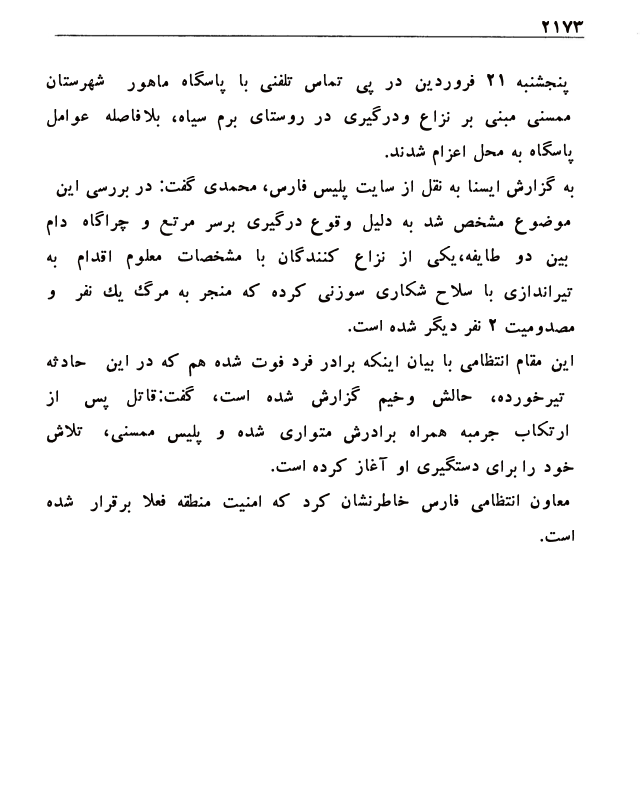 ۲۱۷۳
پنجشنبه ۲۱ فروردین در پی تماس تلفنی با پاسگاه ماهور شهرستان
ممسنی مبنی بر نزاع ودرگیری در روستای برم سیاه، بلافاصله عوامل
پاسگاه به محل اعزام شدند.
به گزارش ایسنا به نقل از سایت پلیس فارس، محمدی گفت: در بررسی این
موضوع مشخص شد به دلیل وقوع درگیری برسر مرتع و چراگاه دام
بین دو طایفه،یکی از نزاع کنندگان با مشخصات معلوم اقدام به
تیراندازی با سلاح شکاری سوزنی کرده که منجر به مرگ یك نفر و
مصدومیت ۲ نفر دیگر شده است.
این مقام انتظامی با بیان اینکه برادر فرد فوت شده هم که در این حادثه
تیرخورده، حالش وخیم گزارش شده است، گفت:قاتل پس از
ارتکاب جرمبه همراه برادرش متواری شده و پلیس ممسنی، تلاش
خود را برای دستگیری او آغاز کرده است.
معاون انتظامی فارس خاطرنشان کرد که امنیت منطقه فعلا برقرار شده
است.